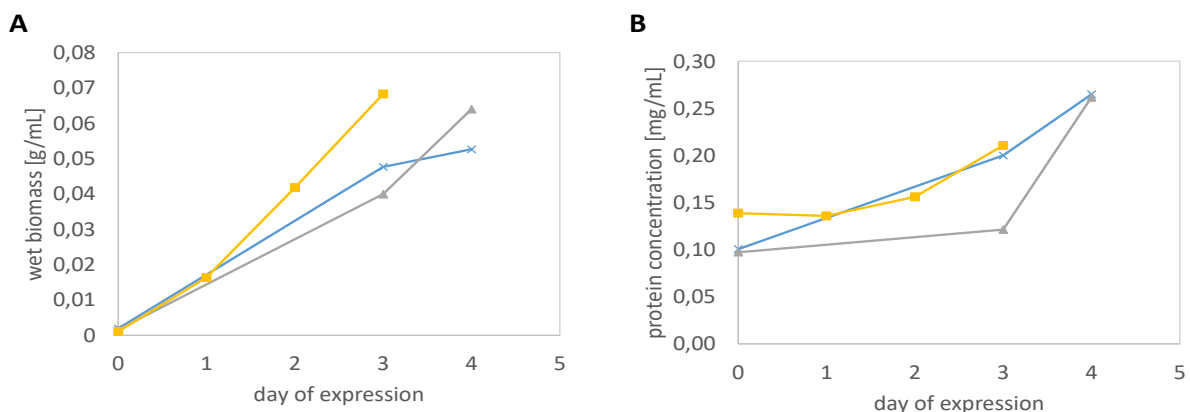 A
wet biomass [g/mL]
0,08
0,07
0,06
0,05
0,04
0,03
0,02
0,01
0
0 1 2 3 4 5
day of expression
B
protein concentration [mg/mL]
0,30
0,25
0,20
0,15
0,10
0,05
0,00
0 1 2 3 4 5
day of expression